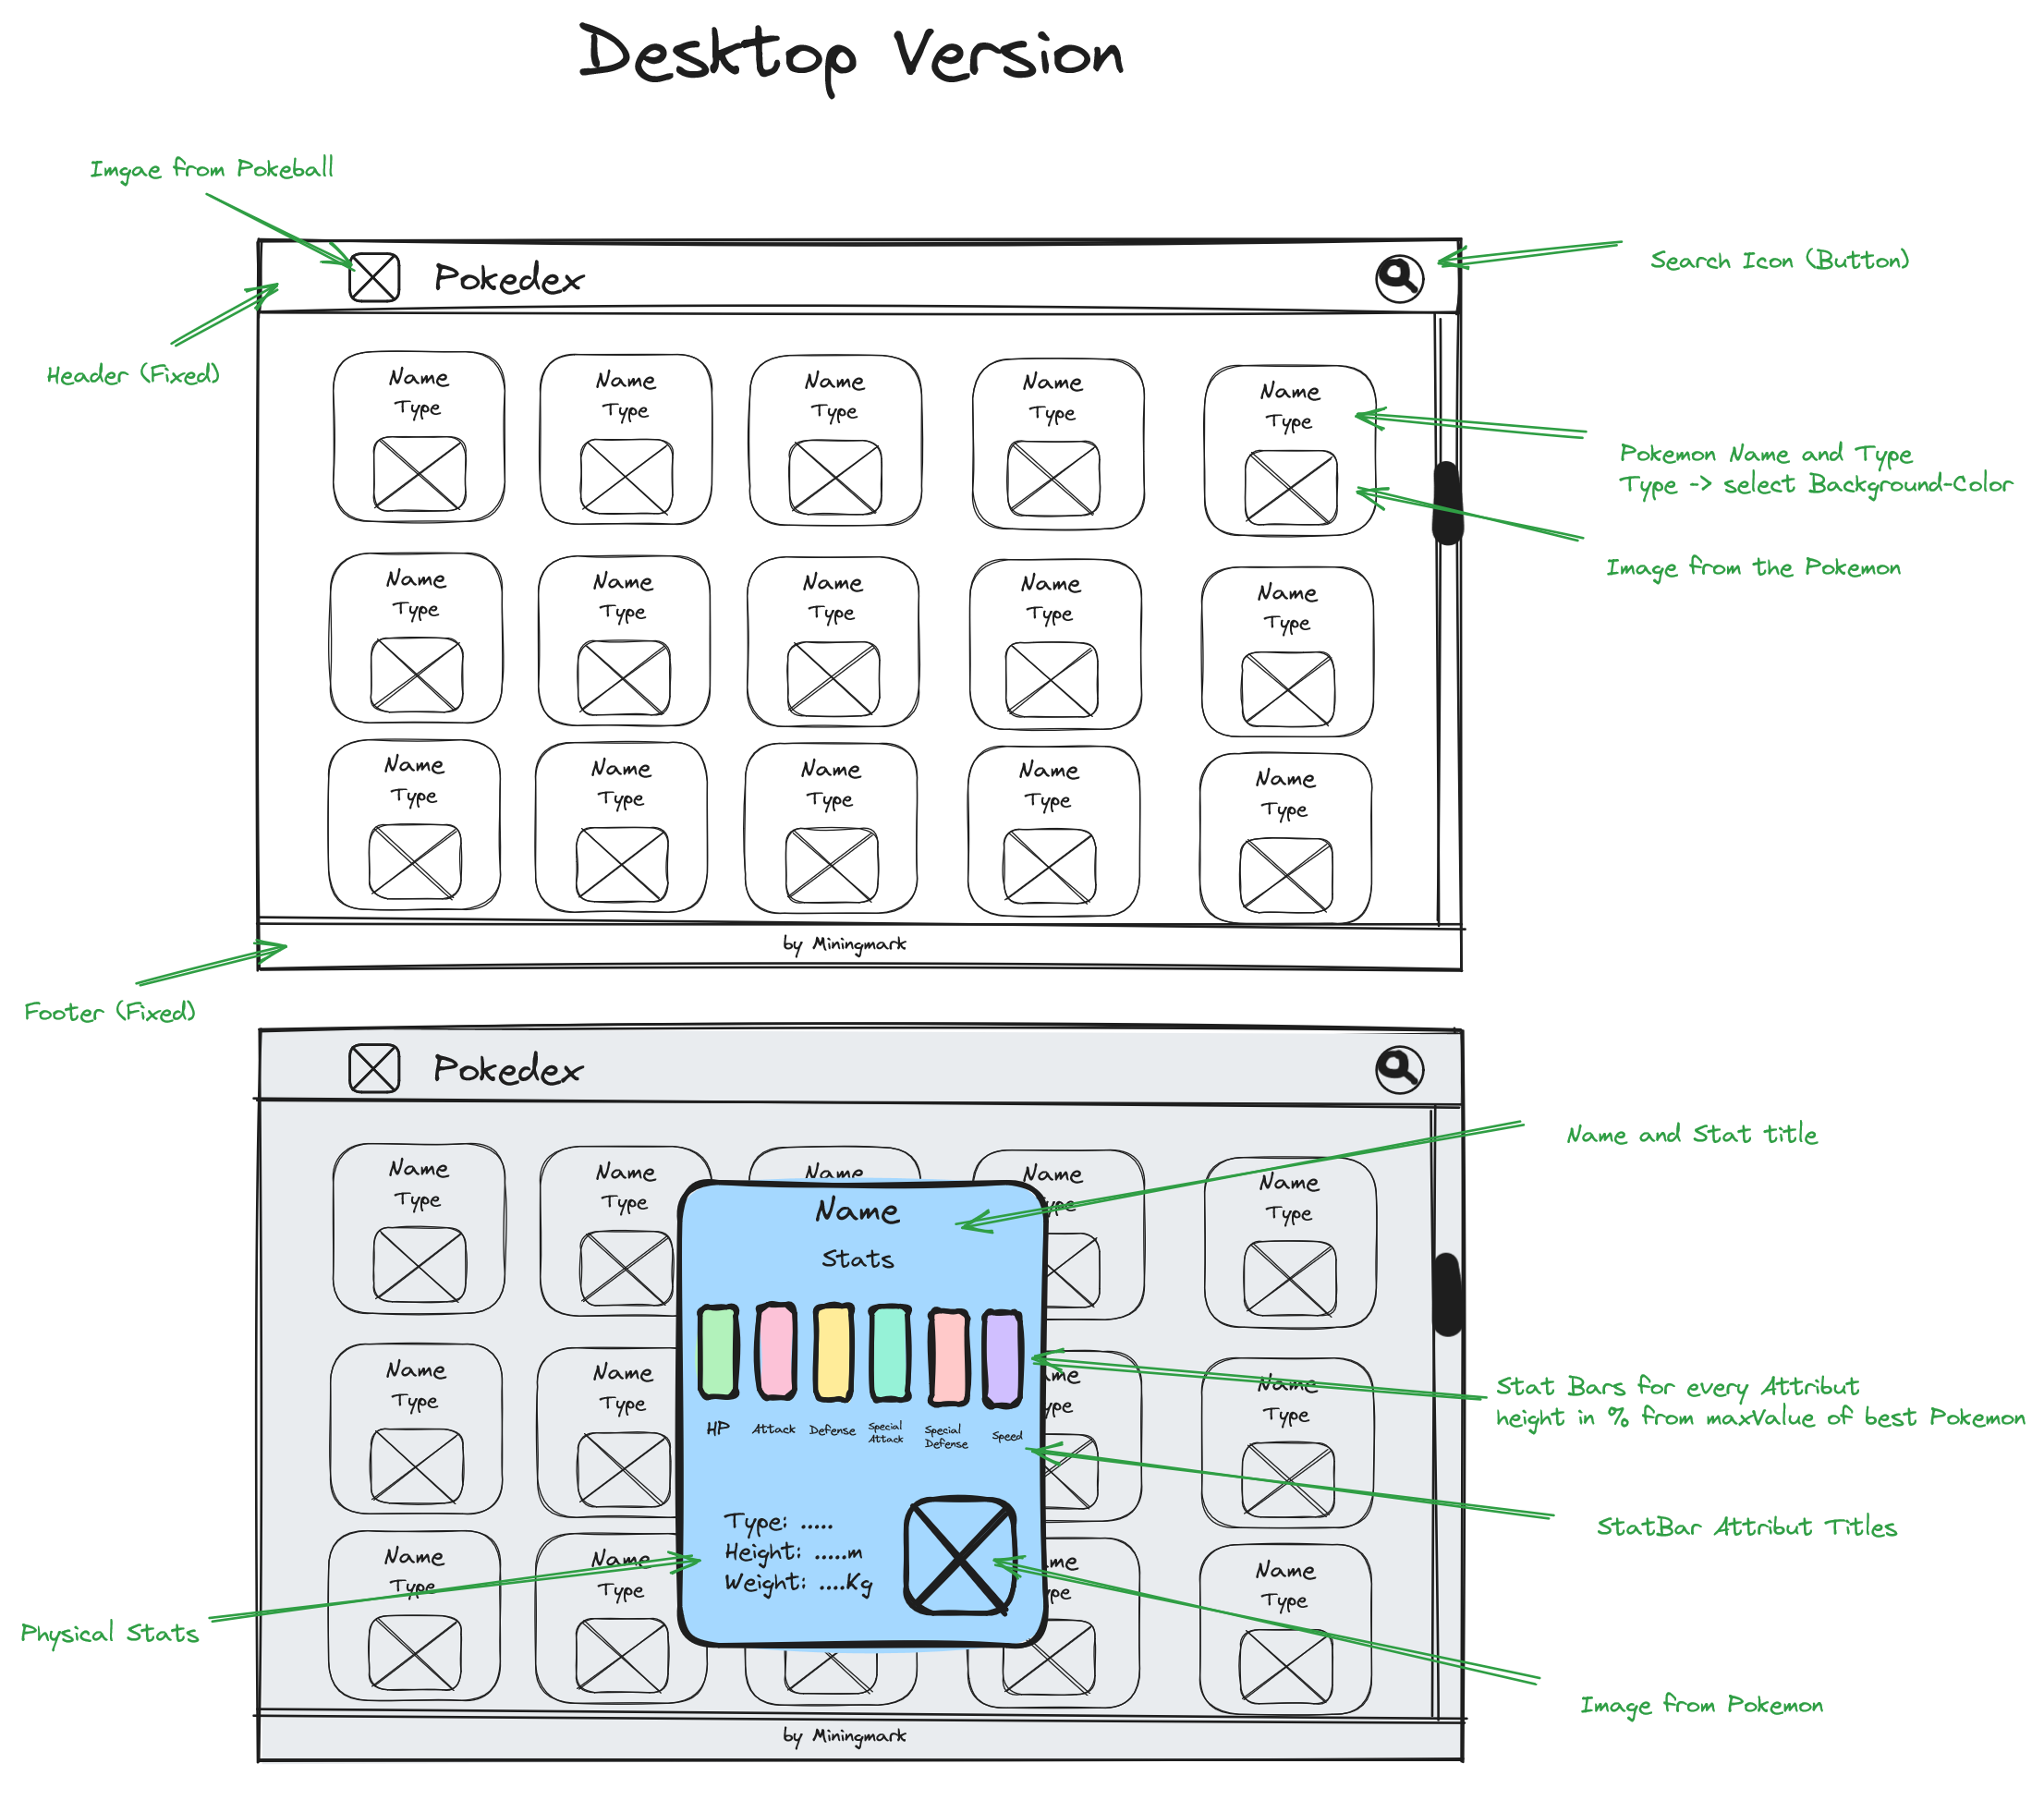 Desktop Version
Imgae from Pokeball
Pokedex
Search Icon (Button)
Header (Fixed)
Name
Type
Name
Type
Name
Type
Name
Type
Name
Type
Pokemon Name and Type
Type -> select Background-Color
Image from the Pokemon
Name
Type
Name
Type
Name
Type
Name
Type
Name
Type
Name
Type
Name
Type
Name
Type
Name
Type
Name
Type
by Miningmark
Footer (Fixed)
Pokedex
Name and Stat title
Name
Type
Name
Type
Name
Name
ype
Name
Type
Name
Stats
HP
Attack
Defense
Special
Attack
Special
Defense
Speed
Stat Bars for every Attribut
height in % from maxValue of best Pokemon
StatBar Attribut Titles
Name
Type
Name
Type
ame
ype
Name
Type
Type: .....
Height: .....m
Weight: ....Kg
Physical Stats
Name
Type
Name
Type
me
ype
Name
Type
Image from Pokemon
by Miningmark